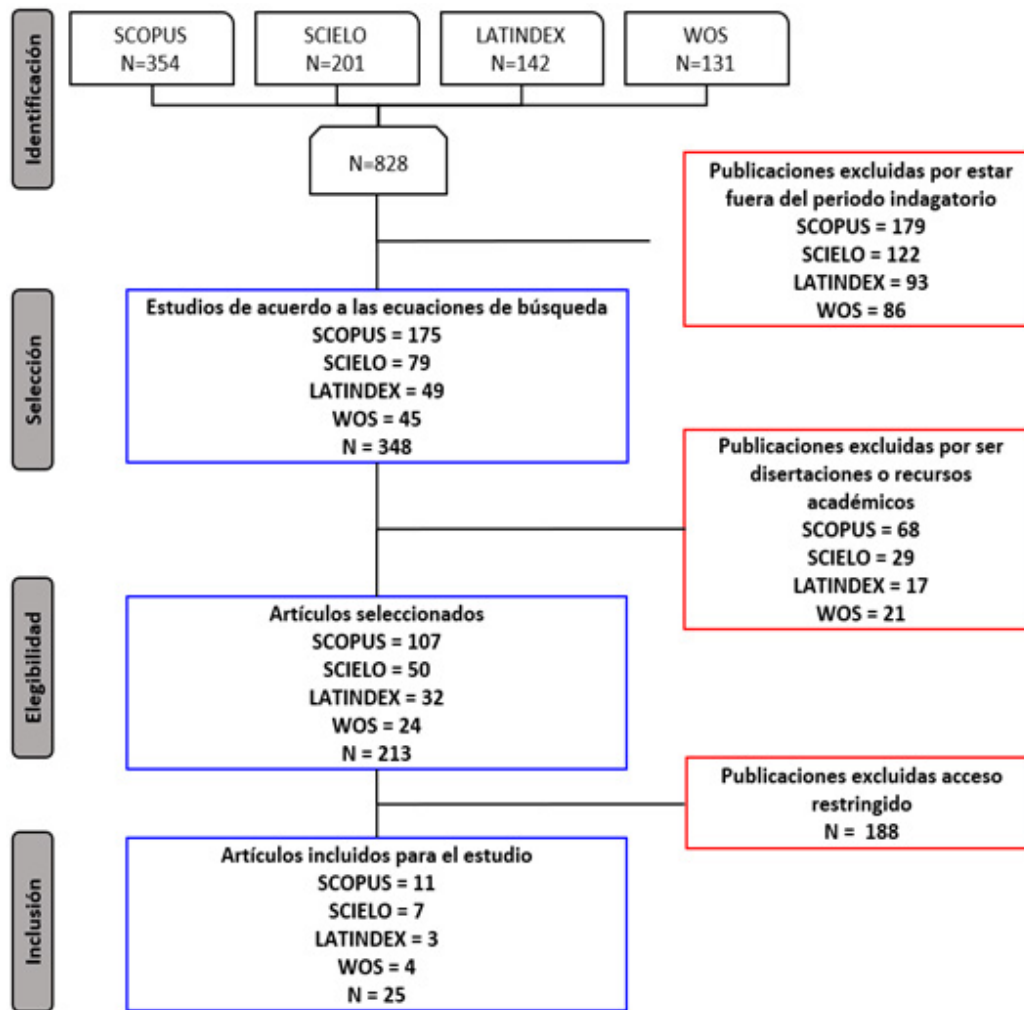 Identificación
SCOPUS
N=354
SCIELO
N=201
LATINDEX
N=142
WOS
N=131
N=828
Publicaciones excluidas por estar
fuera del periodo indagatorio
SCOPUS = 179
SCIELO = 122
LATINDEX = 93
WOS = 86
Selección
Estudios de acuerdo a las ecuaciones de búsqueda
SCOPUS = 175
SCIELO = 79
LATINDEX = 49
WOS = 45
N = 348
Publicaciones excluidas por ser
disertaciones o recursos
académicos
SCOPUS = 68
SCIELO = 29
LATINDEX = 17
WOS = 21
Elegibilidad
Artículos seleccionados
SCOPUS = 107
SCIELO = 50
LATINDEX = 32
WOS = 24
N = 213
Publicaciones excluidas acceso
restringido
N = 188
Inclusión
Artículos incluidos para el estudio
SCOPUS = 11
SCIELO = 7
LATINDEX = 3
WOS = 4
N = 25